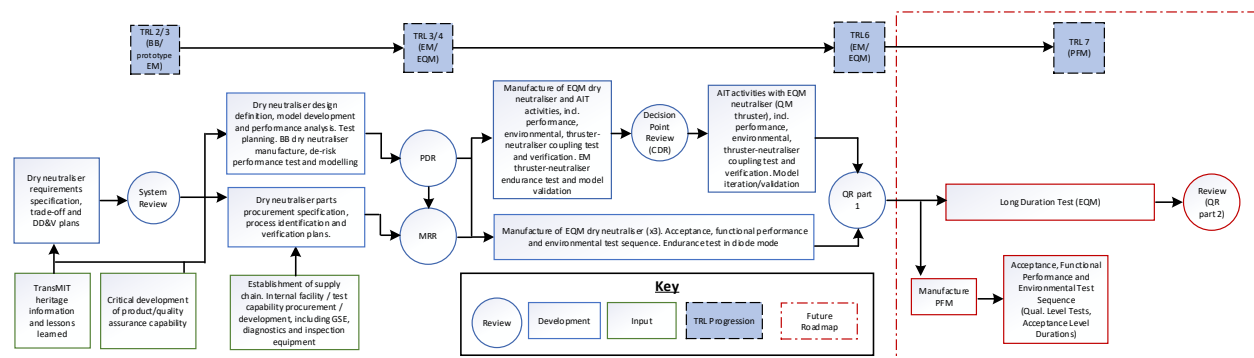 TRL 2/3
(BB/
prototype
EM)
TRL 3/4
(EM/
EQM)
TRL6
(EM/
EQM)
TRL 7
(PFM)
Dry neutraliser
requirements
specification,
trade-off and
DD&V plans
System
Review
Dry neutraliser design
definition, model development
and performance analysis. Test
planning. BB dry neutraliser
manufacture, de-risk
performance test and modelling
Dry neutraliser parts
procurement specification,
process identification and
verification plans.
PDR
MRR
Manufacture of EQM dry
neutraliser and AIT
activities, incl.
performance,
environmental, thruster-
neutraliser coupling test
and verification. EM
thruster-neutraliser
endurance test and model
validation
Decision
Point
Review
(CDR)
AIT activities with EQM
neutraliser (QM
thruster), incl.
performance,
environmental,
thruster-neutraliser
coupling test and
verification. Model
iteration/validation
Manufacture of EQM dry neutraliser (x3). Acceptance, functional performance
and environmental test sequence. Endurance test in diode mode
QR part
1
Long Duration Test (EQM)
Review
(QR
part 2)
Manufacture
PFM
Acceptance, Functional
Performance and
Environmental Test
Sequence
(Qual. Level Tests,
Acceptance Level
Durations)
TransMIT
heritage
information
and lessons
learned
Critical development
of product/quality
assurance capability
Establishment of supply
chain. Internal facility / test
capability procurement /
development, including GSE,
diagnostics and inspection
equipment
Key
Review
Development
Input
TRL Progression
Future
Roadmap